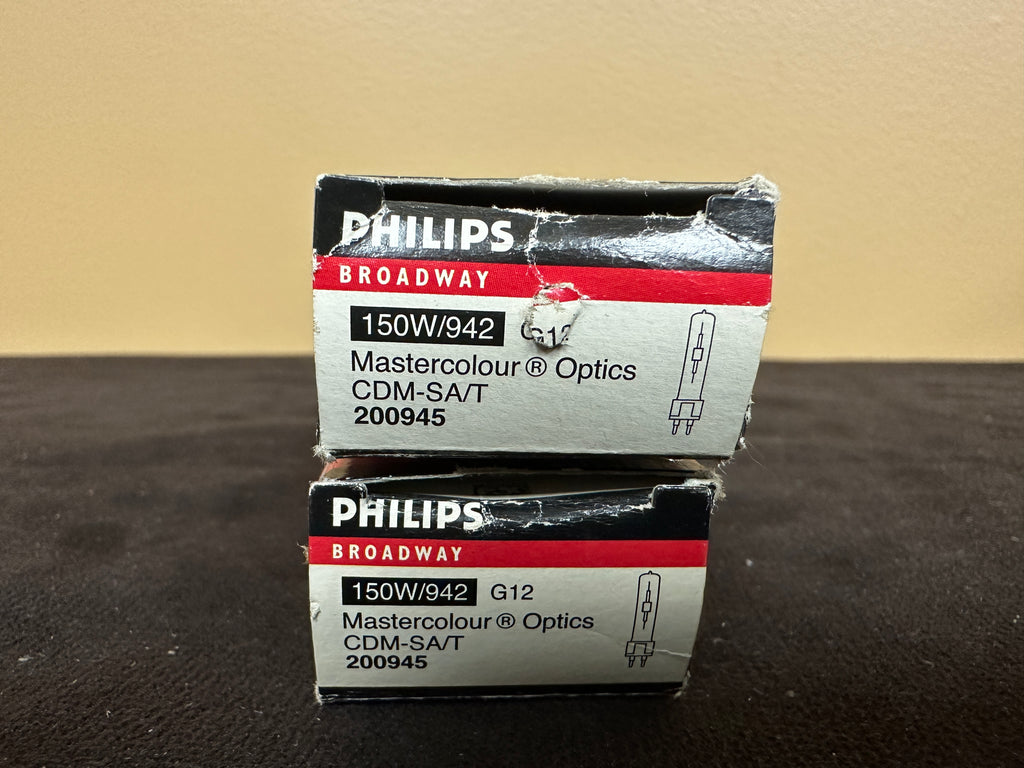 PHILIPS
BROADWAY
150W/942 G12
Mastercolour ® Optics
CDM-SA/T
200945
PHILIPS
BROADWAY
150W/942 G12
Mastercolour ® Optics
CDM-SA/T
200945